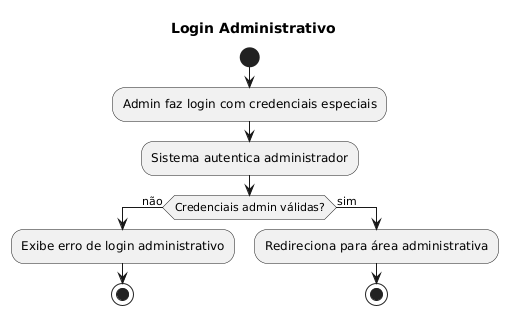 Login Administrativo
Admin faz login com credenciais especiais
Sistema autentica administrador
não
Credenciais admin válidas?
sim
Exibe erro de login administrativo
Redireciona para área administrativa